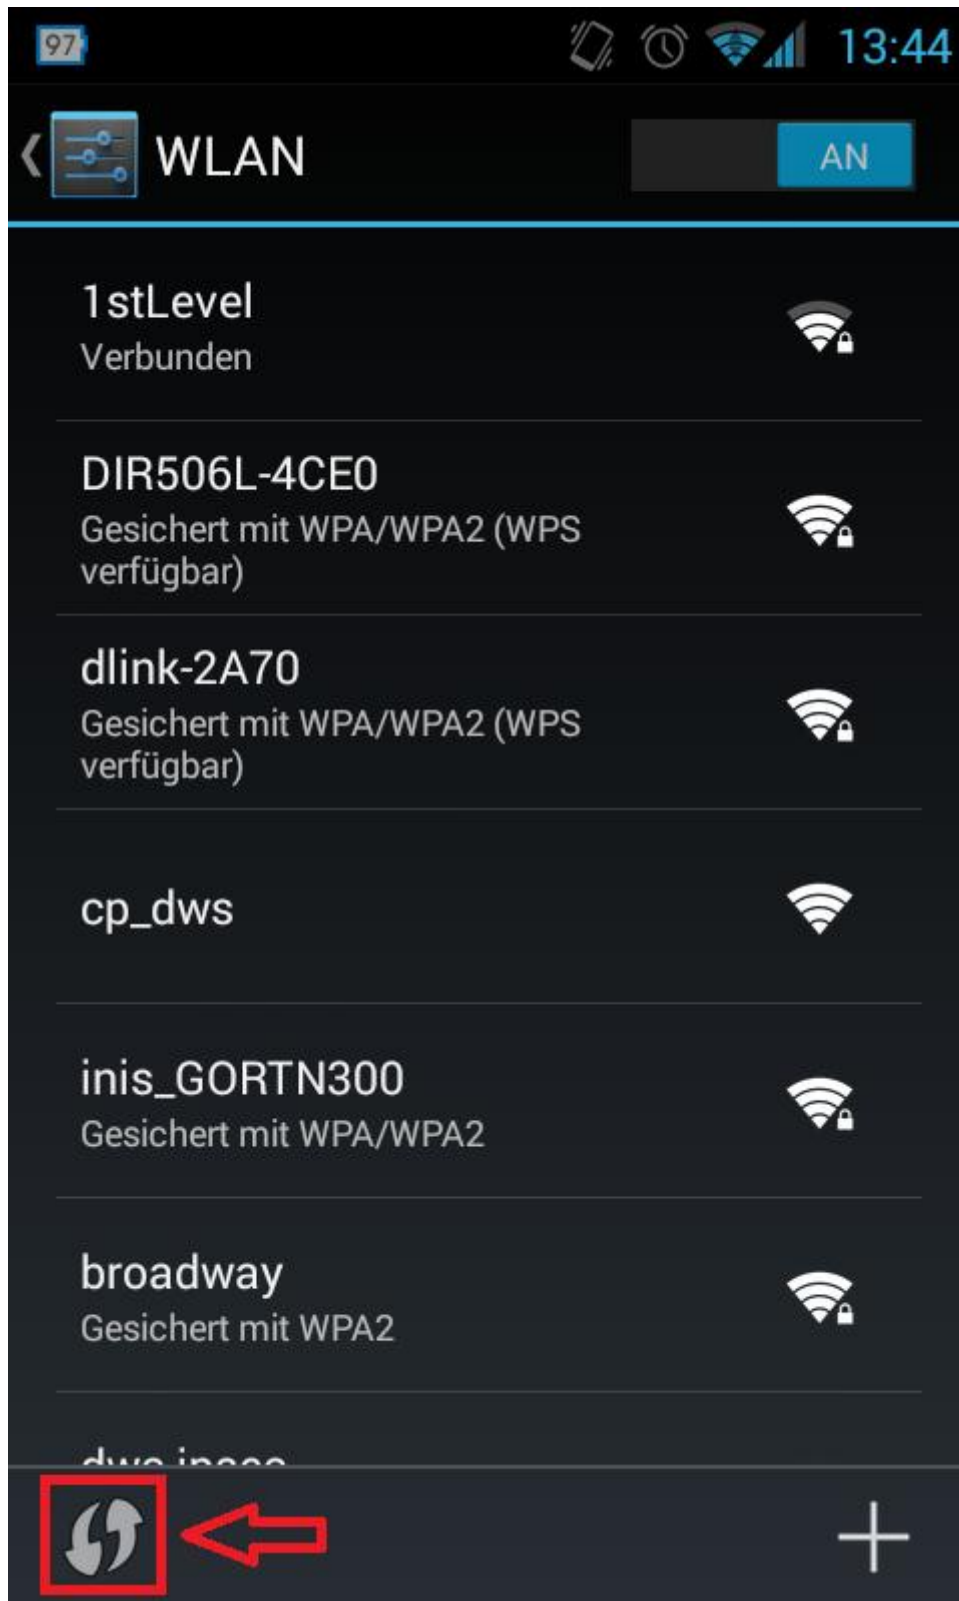 97
13:44
WLAN
AN
1stLevel
Verbunden
DIR506L-4CE0
Gesichert mit WPA/WPA2 (WPS
verfügbar)
dlink-2A70
Gesichert mit WPA/WPA2 (WPS
verfügbar)
cp_dws
inis_GORTN300
Gesichert mit WPA/WPA2
broadway
Gesichert mit WPA2